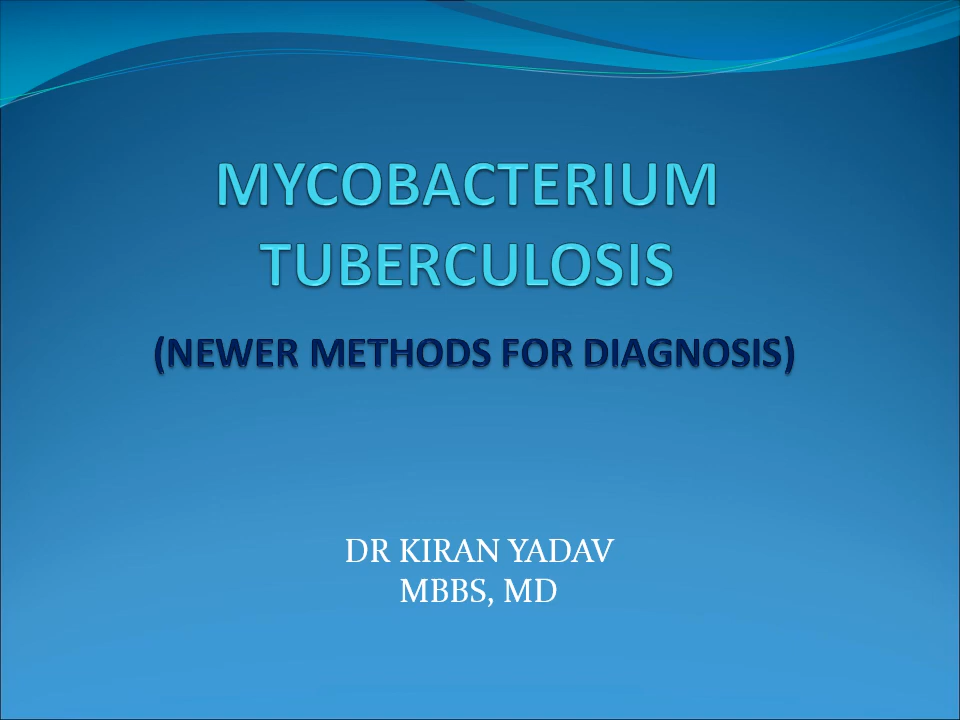 MYCOBACTERIUM
TUBERCULOSIS
(NEWER METHODS FOR DIAGNOSIS)
DR KIRAN YADAV
MBBS, MD